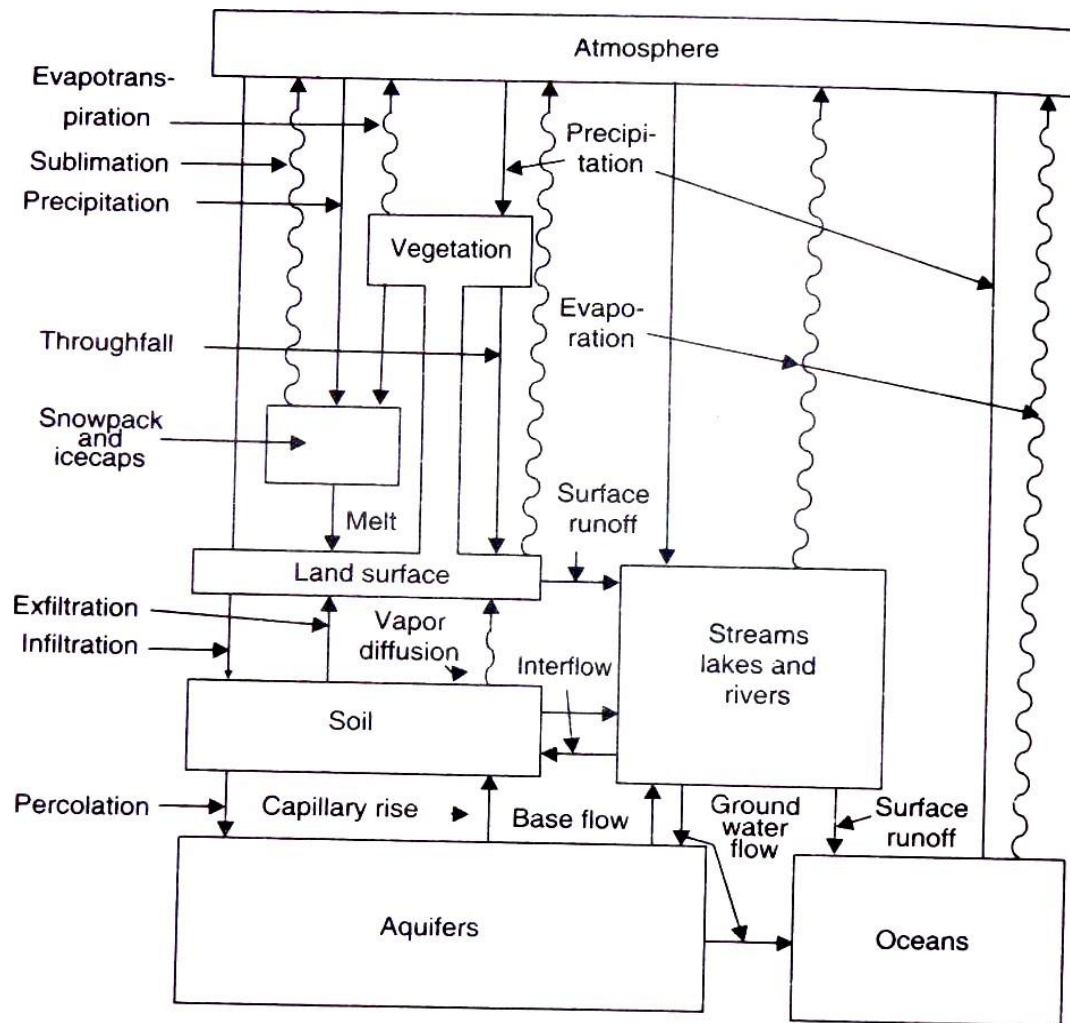 Atmosphere
Evapotrans-
piration
Sublimation
Precipitation
Precipi-
tation
Vegetation
Evapo-
ration
Throughfall
Snowpack
and
icecaps
Melt
Surface
runoff
Land surface
Exfiltration
Infiltration
Vapor
diffusion
Interflow
Streams
lakes and
rivers
Soil
Percolation
Capillary rise
Base flow
Ground
water
flow
Surface
runoff
Aquifers
Oceans